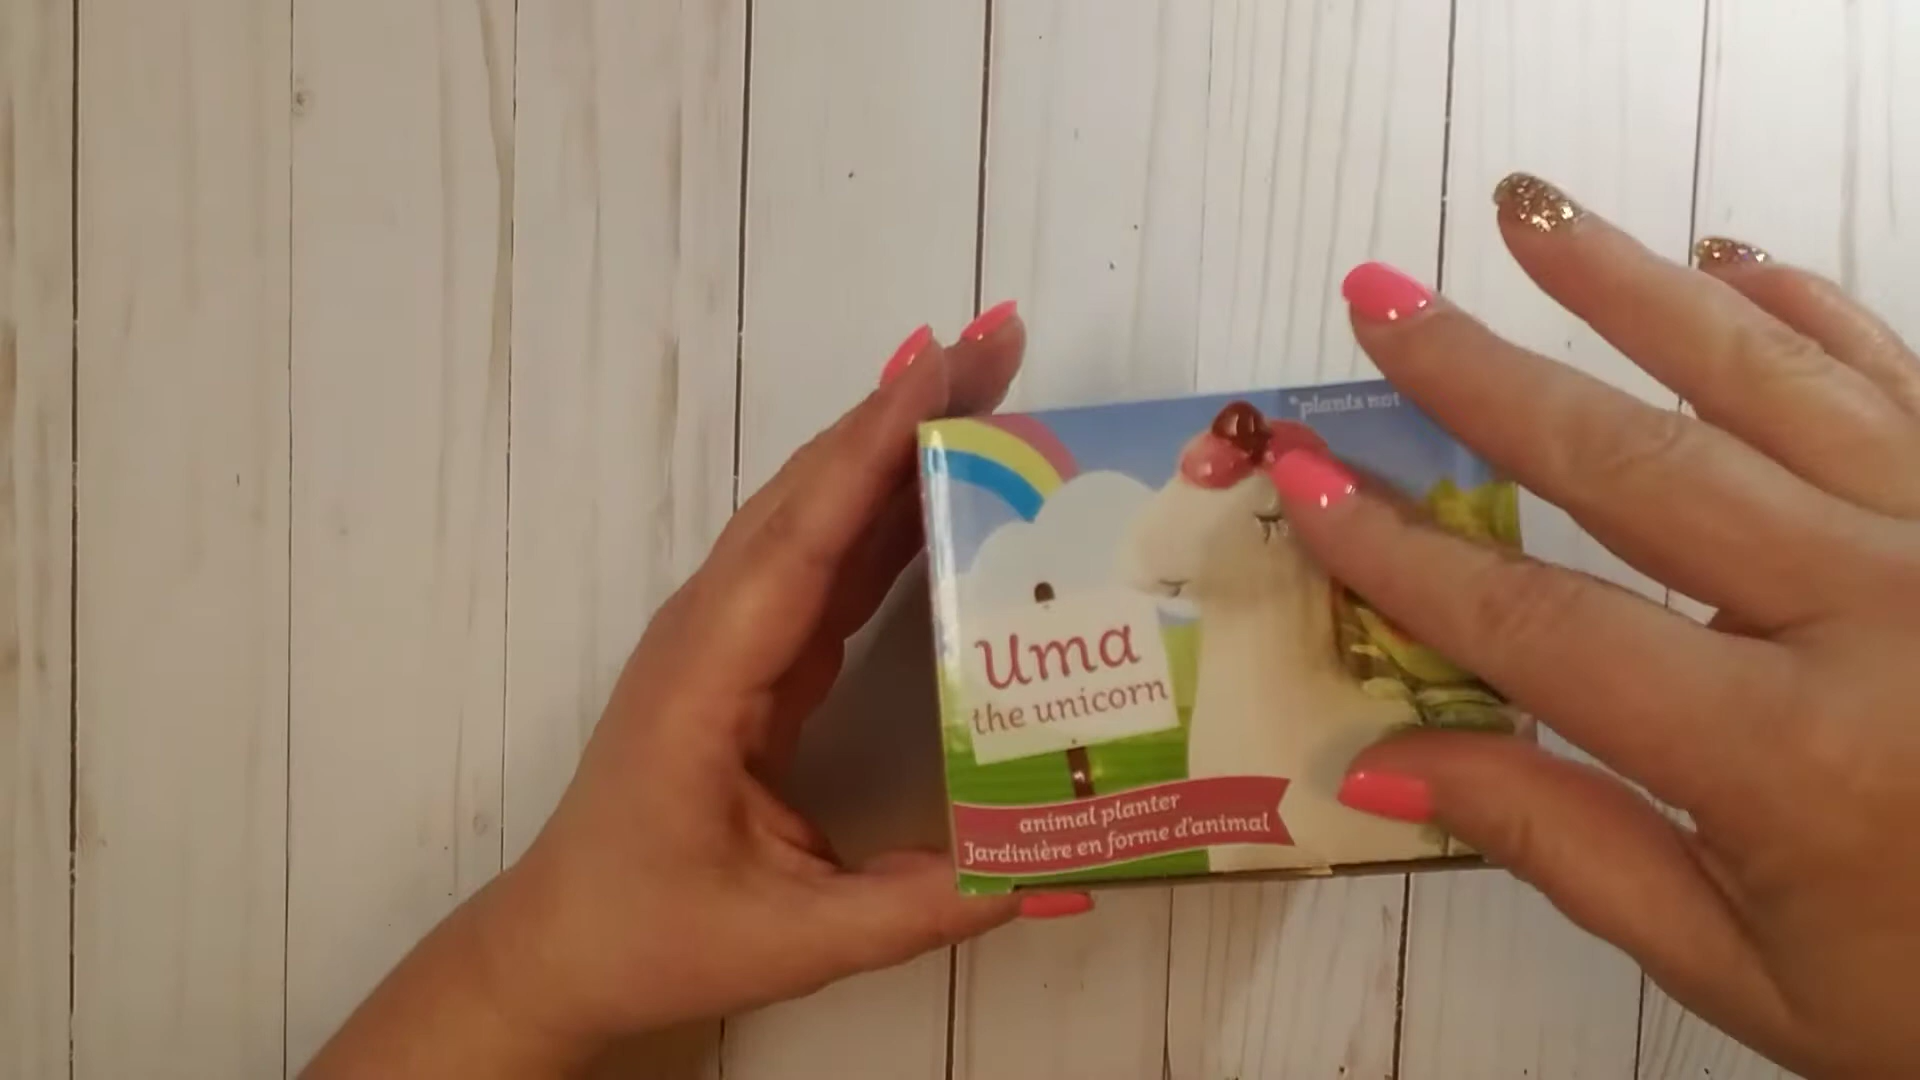 *plants not
Uma
the unicorn
animal planter
Jardinière en forme d'animal